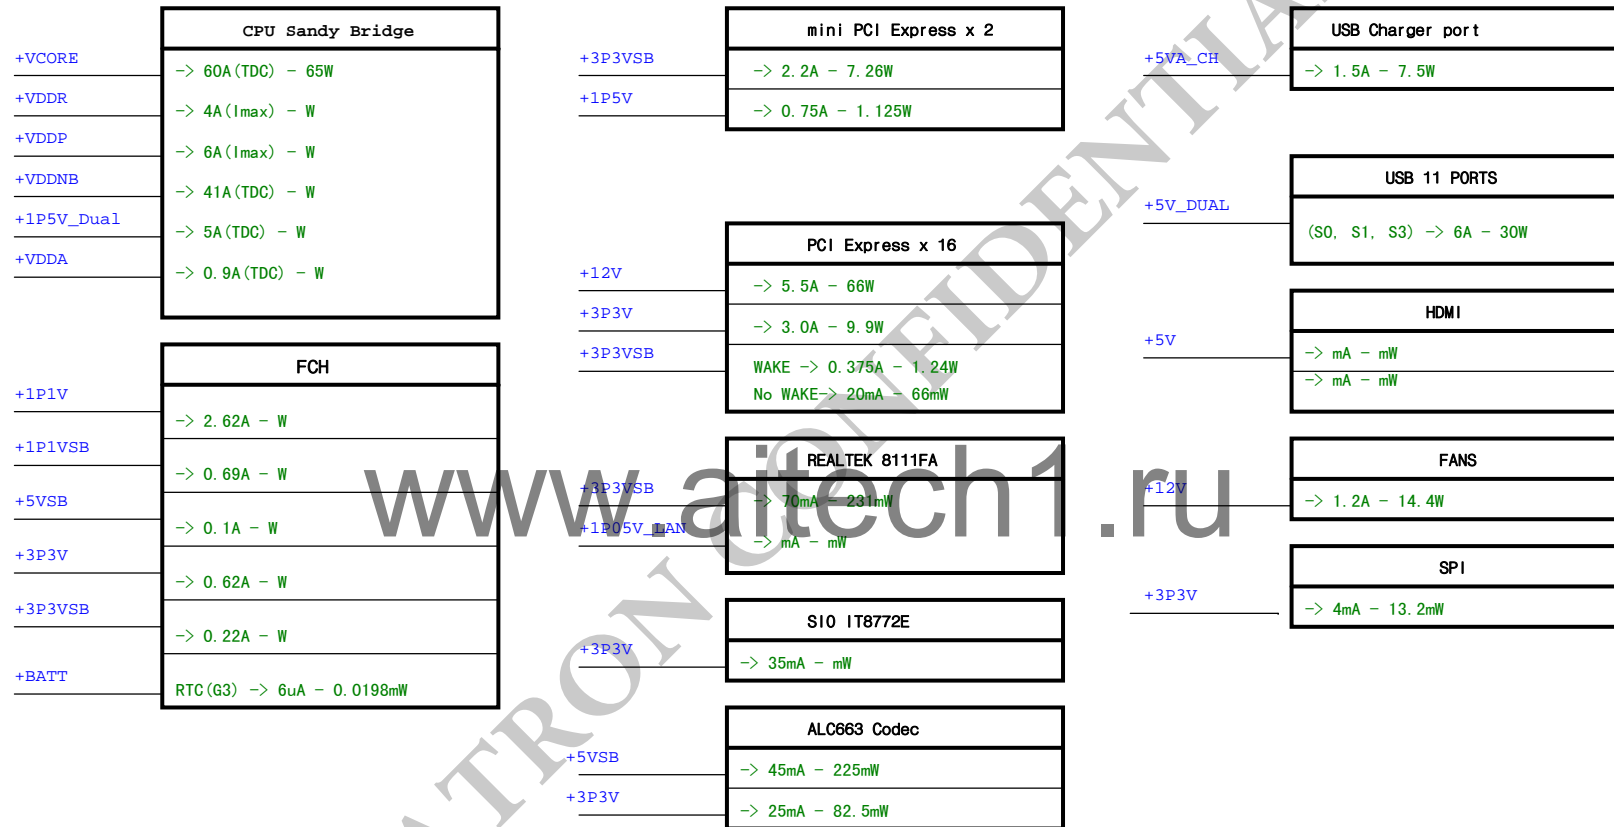 CPU Sandy Bridge
+VCORE
-> 60A(TDC) - 65W
+VDDR
-> 4A(Imax) - W
+VDDP
-> 6A(Imax) - W
+VDDNB
-> 41A(TDC) - W
+1P5V_Dual
-> 5A(TDC) - W
+VDDA
-> 0.9A(TDC) - W
FCH
+1P1V
-> 2.62A - W
+1P1VSB
-> 0.69A - W
+5VSB
-> 0.1A - W
+3P3V
-> 0.62A - W
+3P3VSB
-> 0.22A - W
+BATT
RTC(G3) -> 6uA - 0.0198mW
mini PCI Express x 2
+3P3VSB
-> 2.2A - 7.26W
+1P5V
-> 0.75A - 1.125W
PCI Express x 16
+12V
-> 5.5A - 66W
+3P3V
-> 3.0A - 9.9W
+3P3VSB
WAKE -> 0.375A - 1.24W
No WAKE-> 20mA - 66mW
REALTEK 8111FA
+3P3VSB
-> 70mA - 231mW
+1P05V_LAN
-> mA - mW
SIO IT8772E
+3P3V
-> 35mA - mW
ALC663 Codec
+5VSB
-> 45mA - 225mW
+3P3V
-> 25mA - 82.5mW
USB Charger port
+5VA_CH
-> 1.5A - 7.5W
USB 11 PORTS
+5V_DUAL
(S0, S1, S3) -> 6A - 30W
HDMI
+5V
-> mA - mW
-> mA - mW
FANS
+12V
-> 1.2A - 14.4W
SPI
+3P3V
-> 4mA - 13.2mW
www.aitech1.ru
ATRON CONFIDENTIA